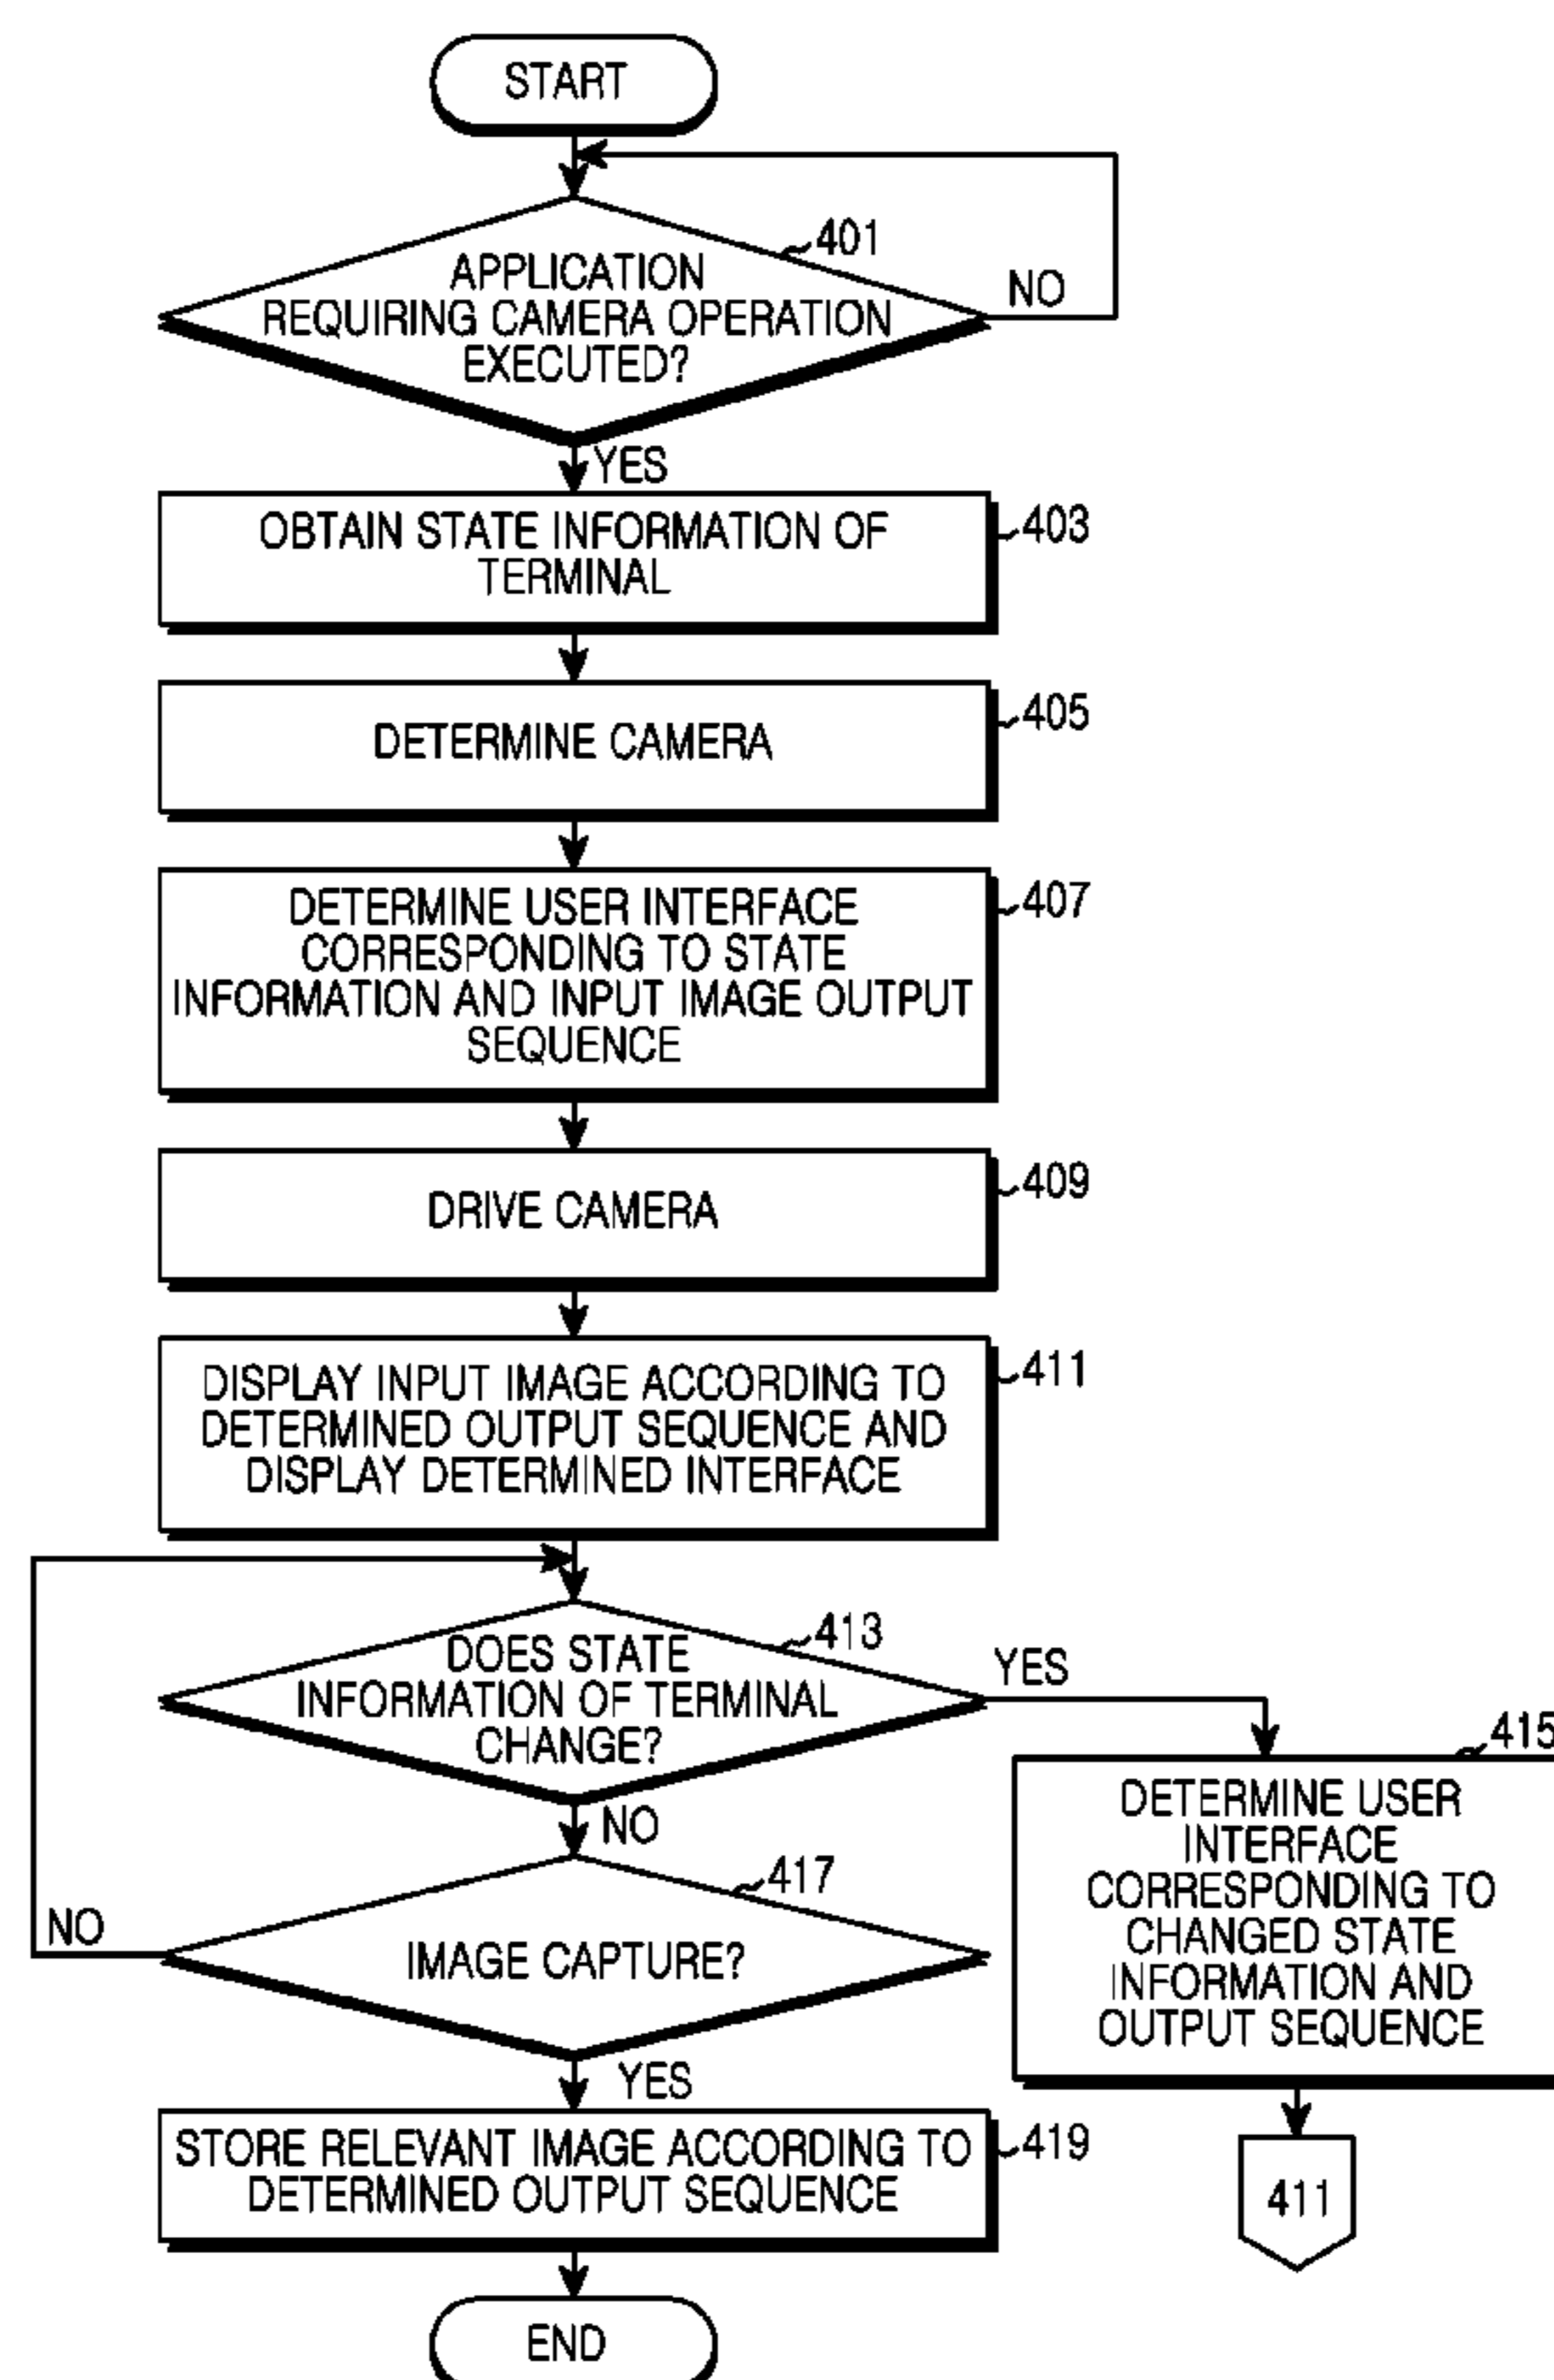 START
401
APPLICATION
REQUIRING CAMERA OPERATION
EXECUTED?
NO
YES
OBTAIN STATE INFORMATION OF
TERMINAL
403
DETERMINE CAMERA
405
DETERMINE USER INTERFACE
CORRESPONDING TO STATE
INFORMATION AND INPUT IMAGE OUTPUT
SEQUENCE
407
DRIVE CAMERA
409
DISPLAY INPUT IMAGE ACCORDING TO
DETERMINED OUTPUT SEQUENCE AND
DISPLAY DETERMINED INTERFACE
411
413
DOES STATE
INFORMATION OF TERMINAL
CHANGE?
YES
NO
415
DETERMINE USER
INTERFACE
CORRESPONDING TO
CHANGED STATE
INFORMATION AND
OUTPUT SEQUENCE
411
417
IMAGE CAPTURE?
NO
YES
STORE RELEVANT IMAGE ACCORDING TO
DETERMINED OUTPUT SEQUENCE
419
END